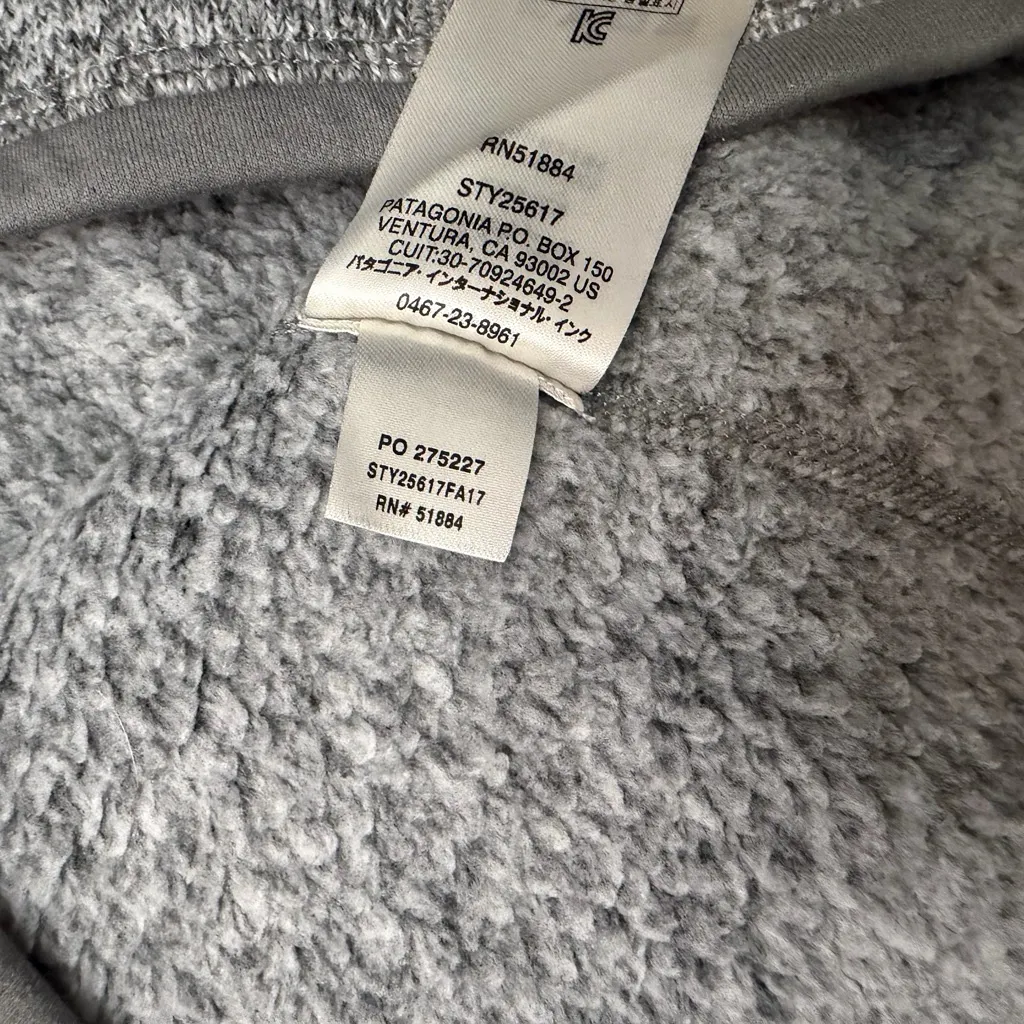 RN51884
STY25617
PATAGONIA P.O. BOX 150
VENTURA, CA 93002 US
CUIT:30-70924649-2
パタゴニア・インターナショナル・インク
0467-23-8961
PO 275227
STY25617FA17
RN# 51884